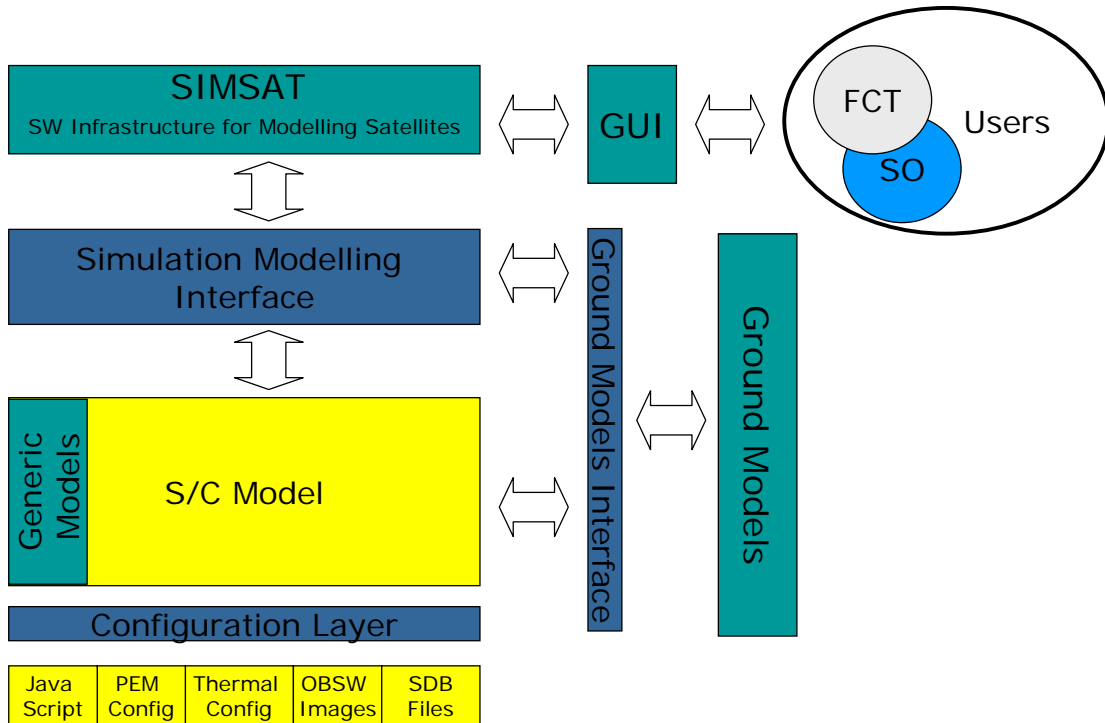 SIMSAT
SW Infrastructure for Modelling Satellites
GUI
FCT
SO
Users
Simulation Modelling
Interface
Ground Models Interface
Ground Models
Generic
Models
S/C Model
Configuration Layer
Java
Script
PEM
Config
Thermal
Config
OBSW
Images
SDB
Files